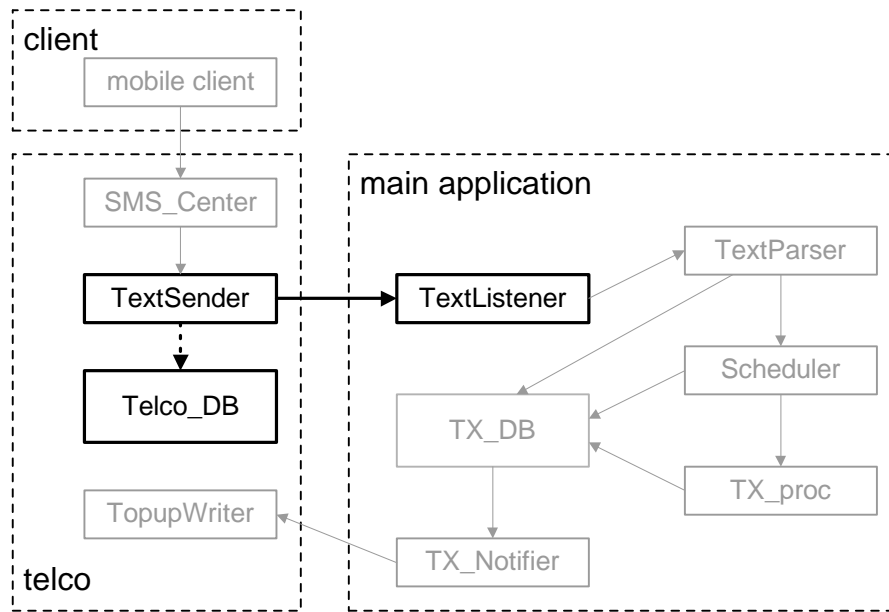 client
mobile client
SMS_Center
TextSender
Telco_DB
TopupWriter
telco
main application
TextParser
TextListener
Scheduler
TX_DB
TX_proc
TX_Notifier